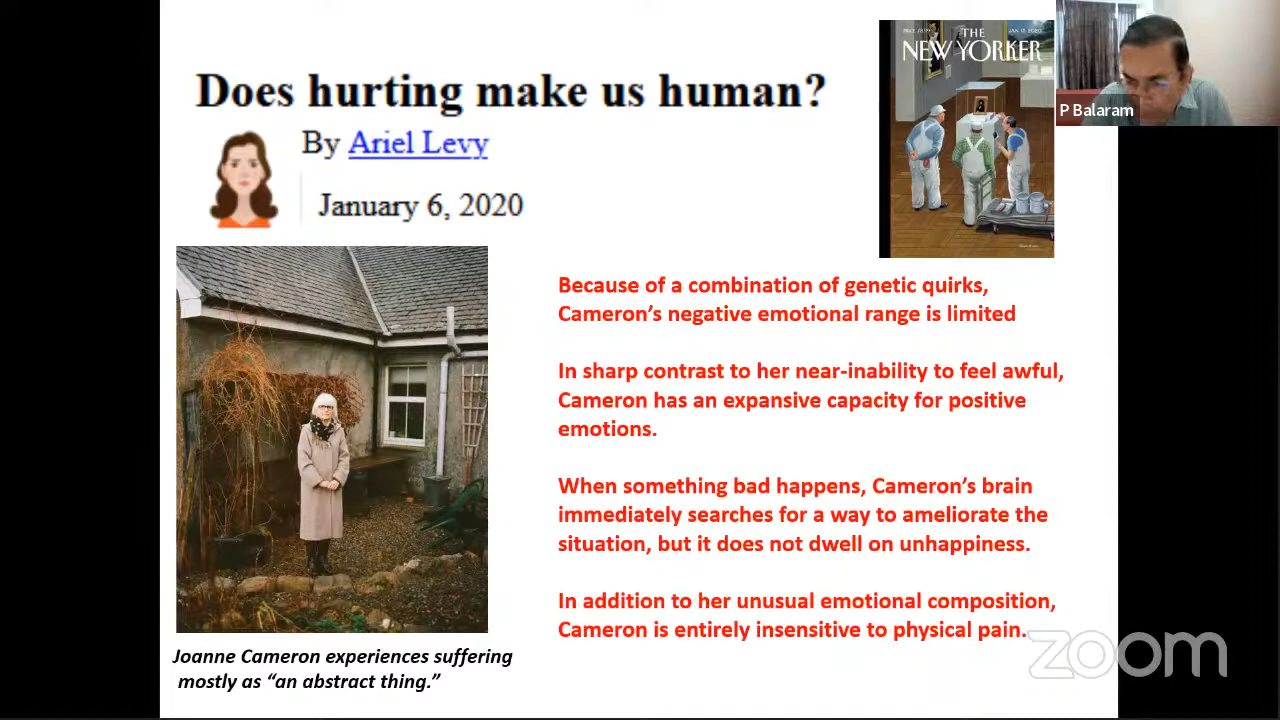 Does hurting make us human?
By Ariel Levy
January 6, 2020
THE
NEW YORKER
P Balaram
Because of a combination of genetic quirks,
Cameron's negative emotional range is limited
In sharp contrast to her near-inability to feel awful,
Cameron has an expansive capacity for positive
emotions.
When something bad happens, Cameron's brain
immediately searches for a way to ameliorate the
situation, but it does not dwell on unhappiness.
In addition to her unusual emotional composition,
Cameron is entirely insensitive to physical pain.
Joanne Cameron experiences suffering
mostly as “an abstract thing.”
zoom